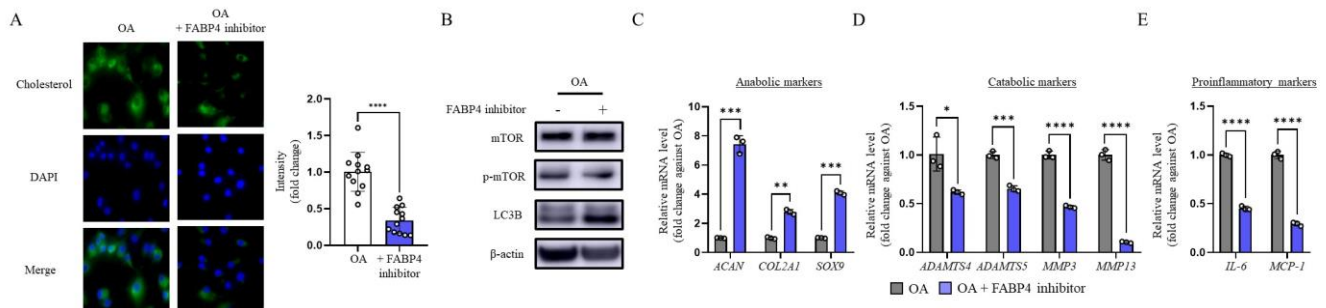 A
OA
OA
+ FABP4 inhibitor
Cholesterol
DAPI
Merge
Intensity
(fold change)
2.0
1.5
1.0
0.5
0.0
****
OA
+ FABP4
inhibitor
B
OA
FABP4 inhibitor - +
mTOR
p-mTOR
LC3B
β-actin
C
Anabolic markers
Relative mRNA level
(fold change against OA)
10
8
6
4
2
0
***
**
***
ACAN COL2A1 SOX9
D
Catabolic markers
Relative mRNA level
(fold change against OA)
1.5
1.0
0.5
0.0
*
***
****
****
ADAMTS4 ADAMTS5 MMP3 MMP13
OA OA + FABP4 inhibitor
E
Proinflammatory markers
Relative mRNA level
(fold change against OA)
1.5
1.0
0.5
0.0
****
****
IL-6 MCP-1